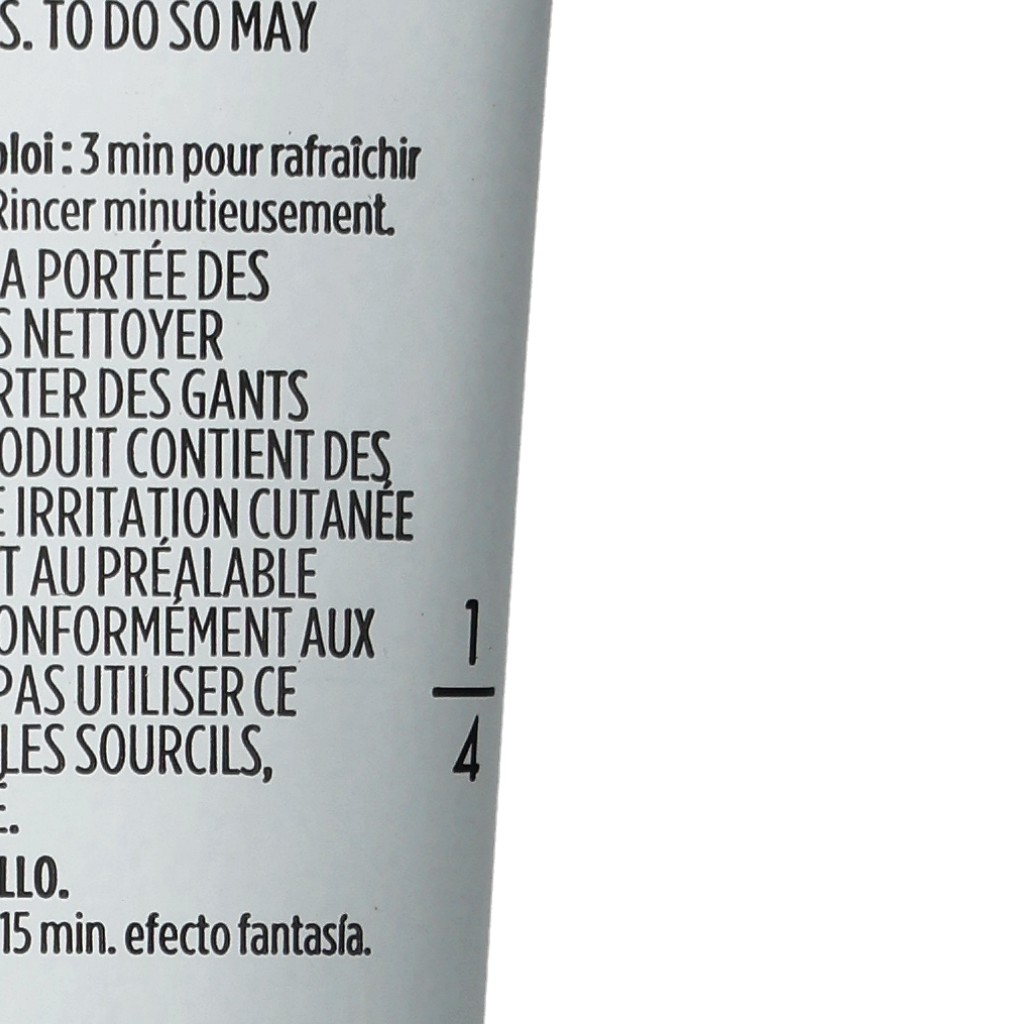 S. TO DO SO MAY
ploi : 3 min pour rafraîchir
Rincer minutieusement.
A PORTÉE DES
S NETTOYER
RTER DES GANTS
ODUIT CONTIENT DES
E IRRITATION CUTANÉE
T AU PRÉALABLE
ONFORMÉMENT AUX
PAS UTILISER CE
LES SOURCILS,
É.
LLO.
15 min. efecto fantasía.
1
4